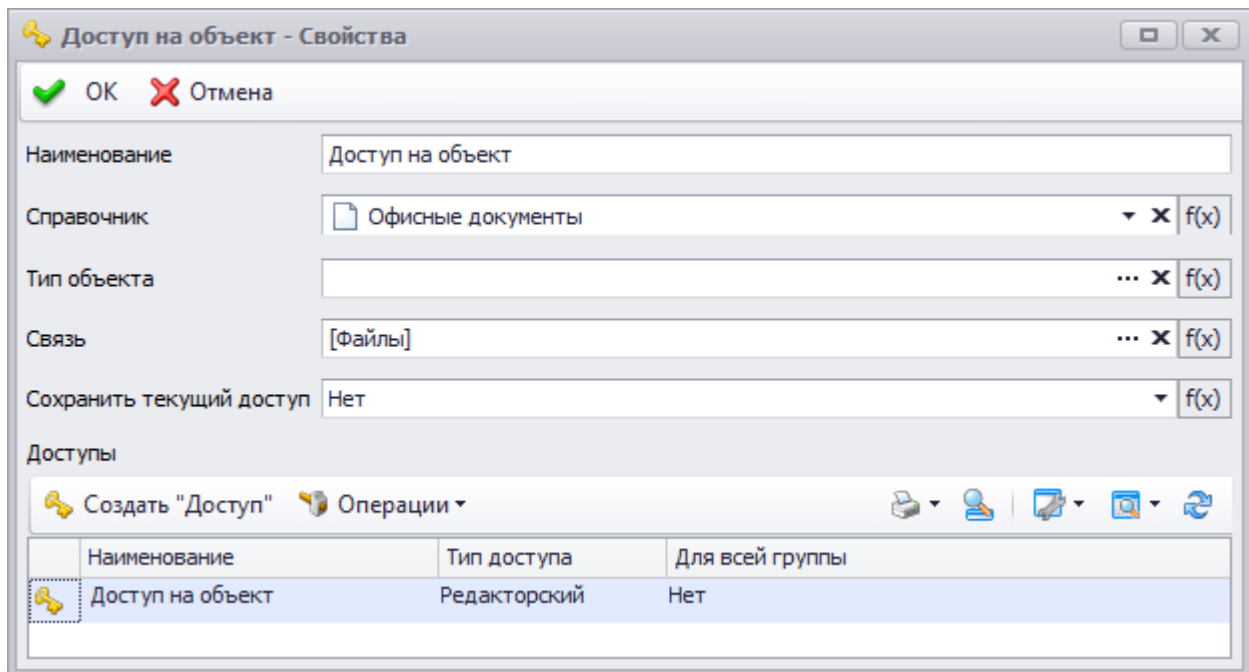 Доступ на объект - Свойства
ОК Отмена
Наименование Доступ на объект
Справочник Офисные документы f(x)
Тип объекта ... f(x)
Связь [Файлы] ... f(x)
Сохранить текущий доступ Нет f(x)
Доступы
Создать "Доступ" Операции
Наименование Тип доступа Для всей группы
Доступ на объект Редакторский Нет